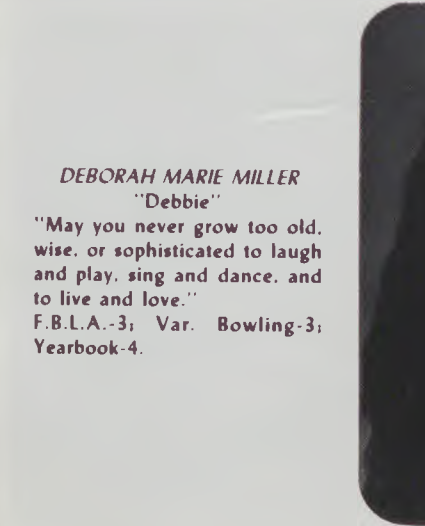 DEBORAH MARIE MILLER
"Debbie"
"May you never grow too old,
wise, or sophisticated to laugh
and play, sing and dance, and
to live and love."
F.B.L.A.-3; Var. Bowling-3;
Yearbook-4.